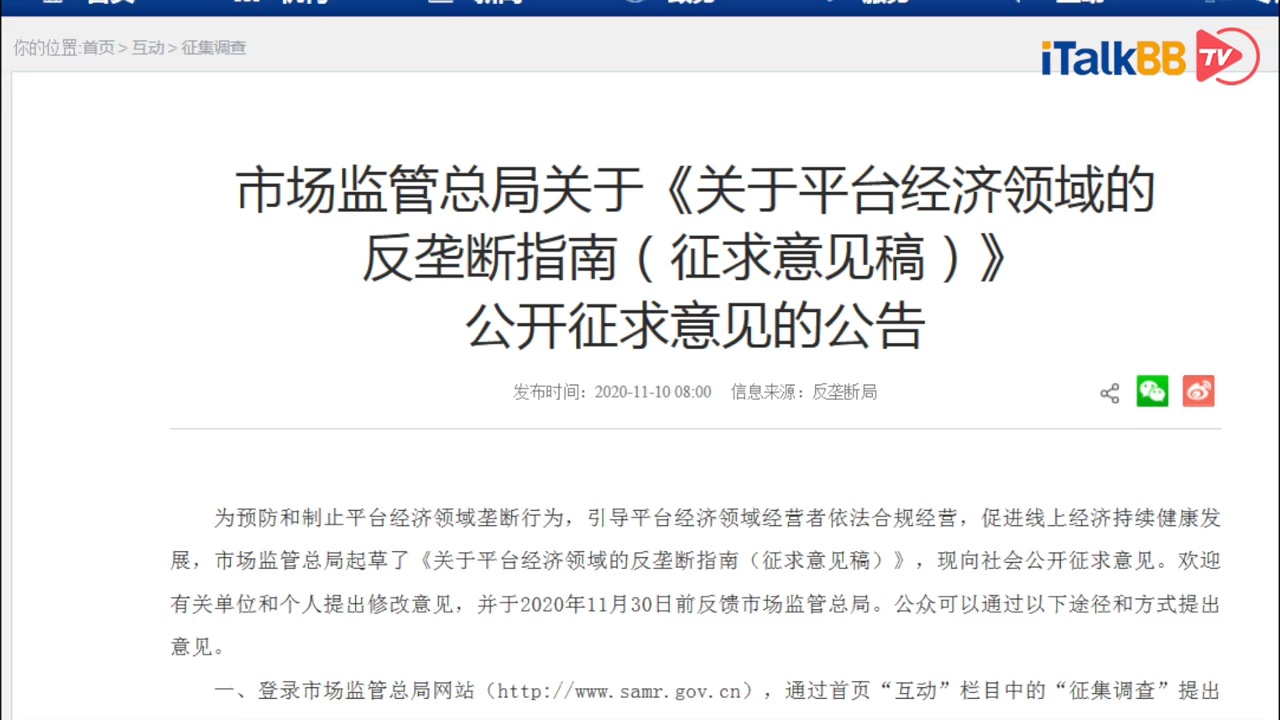 你的位置:首页 > 互动 > 征集调查
iTalkBB TV
市场监管总局关于《关于平台经济领域的
反垄断指南（征求意见稿）》
公开征求意见的公告
发布时间：2020-11-10 08:00 信息来源：反垄断局
为预防和制止平台经济领域垄断行为，引导平台经济领域经营者依法合规经营，促进线上经济持续健康发
展，市场监管总局起草了《关于平台经济领域的反垄断指南（征求意见稿）》，现向社会公开征求意见。欢迎
有关单位和个人提出修改意见，并于2020年11月30日前反馈市场监管总局。公众可以通过以下途径和方式提出
意见。
一、登录市场监管总局网站（http://www.samr.gov.cn），通过首页“互动”栏目中的“征集调查”提出